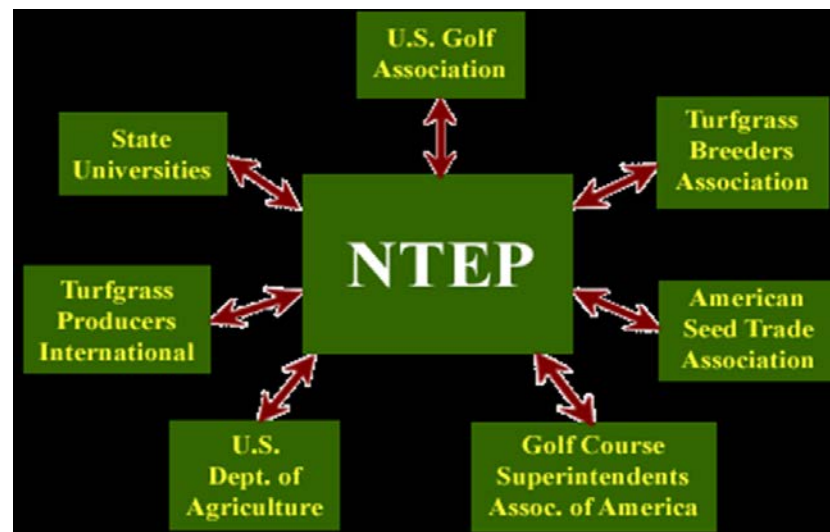 U.S. Golf
Association
State
Universities
Turfgrass
Breeders
Association
NTEP
Turfgrass
Producers
International
American
Seed Trade
Association
U.S.
Dept. of
Agriculture
Golf Course
Superintendents
Assoc. of America